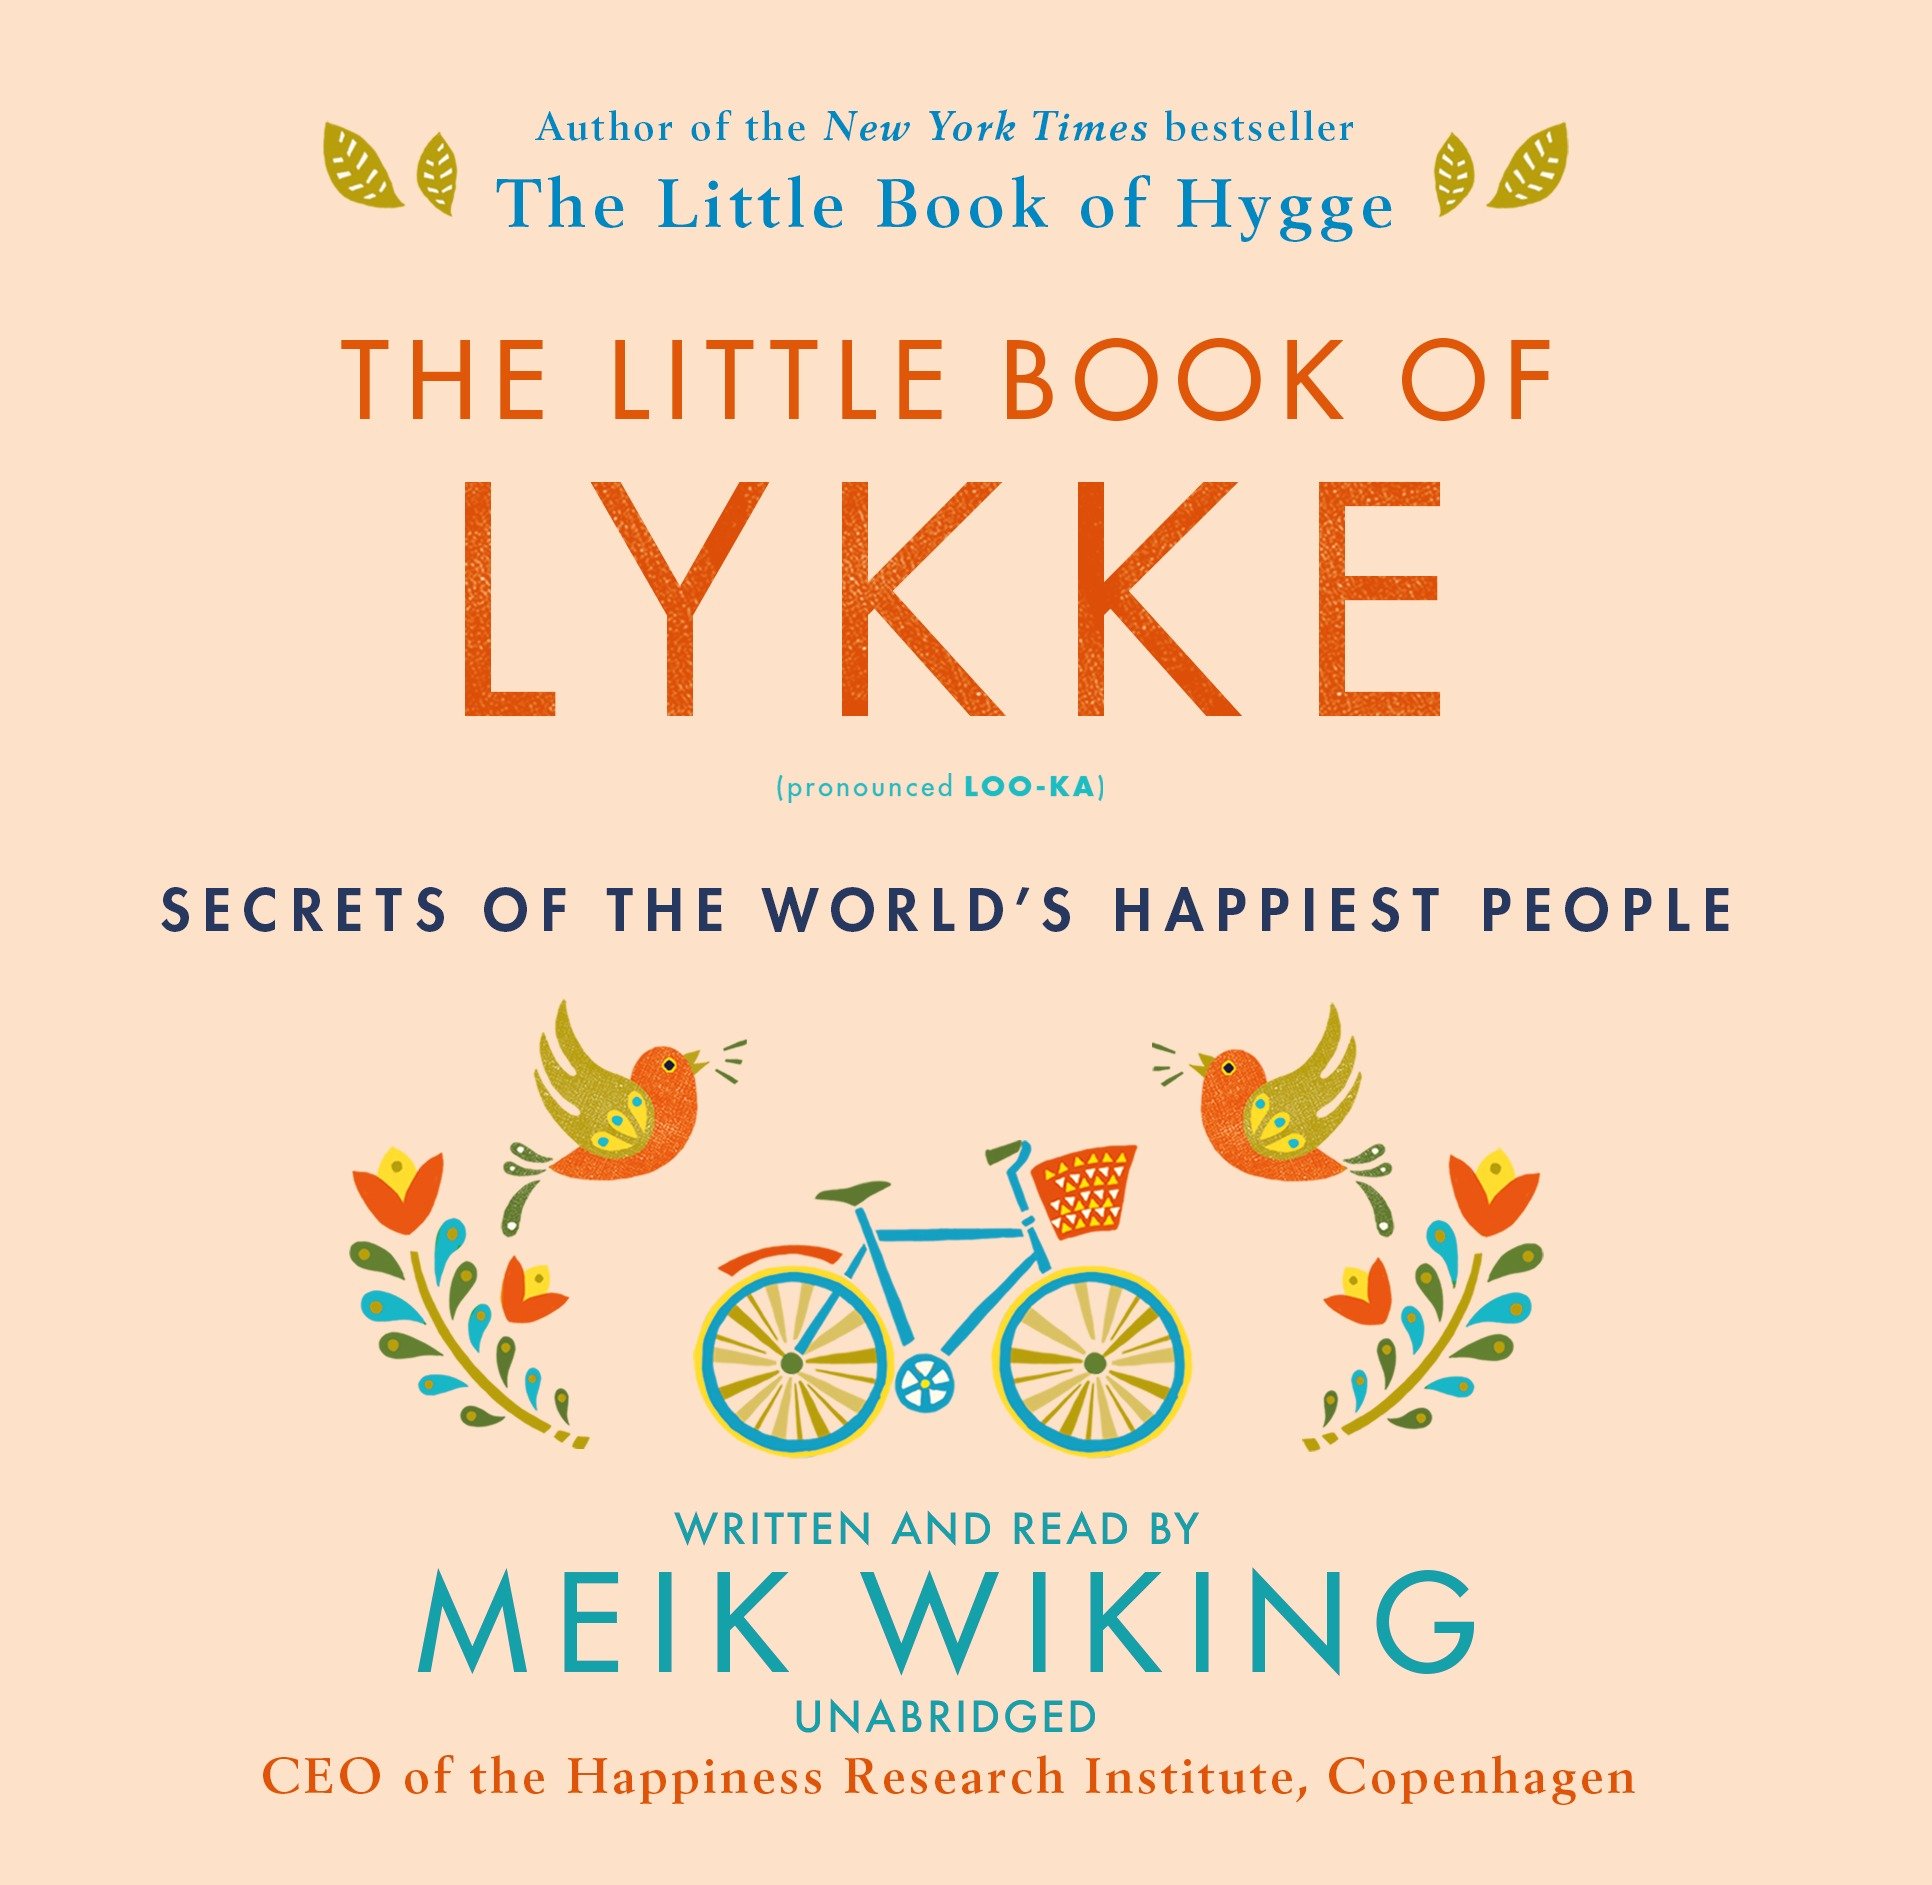 Author of the New York Times bestseller
The Little Book of Hygge
THE LITTLE BOOK OF
LYKKE
(pronounced LOO-KA)
SECRETS OF THE WORLD’S HAPPIEST PEOPLE
WRITTEN AND READ BY
MEIK WIKING
UNABRIDGED
CEO of the Happiness Research Institute, Copenhagen